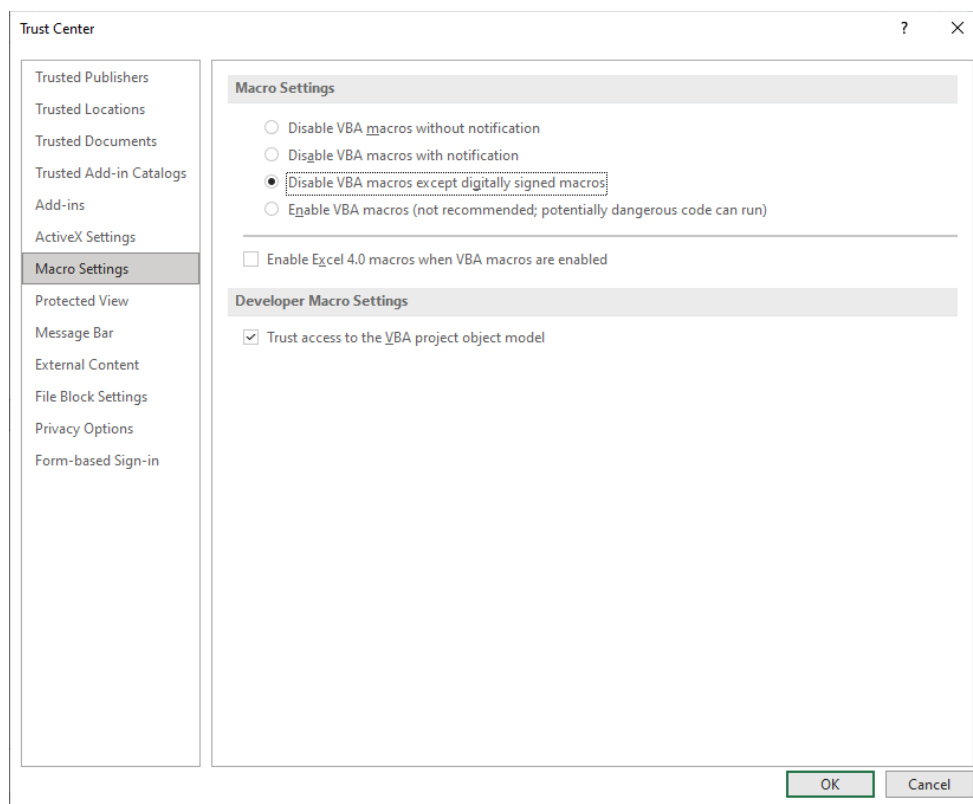 Trust Center
?
Trusted Publishers
Trusted Locations
Trusted Documents
Trusted Add-in Catalogs
Add-ins
ActiveX Settings
Macro Settings
Protected View
Message Bar
External Content
File Block Settings
Privacy Options
Form-based Sign-in
Macro Settings
Disable VBA macros without notification
Disable VBA macros with notification
Disable VBA macros except digitally signed macros
Enable VBA macros (not recommended; potentially dangerous code can run)
Enable Excel 4.0 macros when VBA macros are enabled
Developer Macro Settings
Trust access to the VBA project object model
OK
Cancel